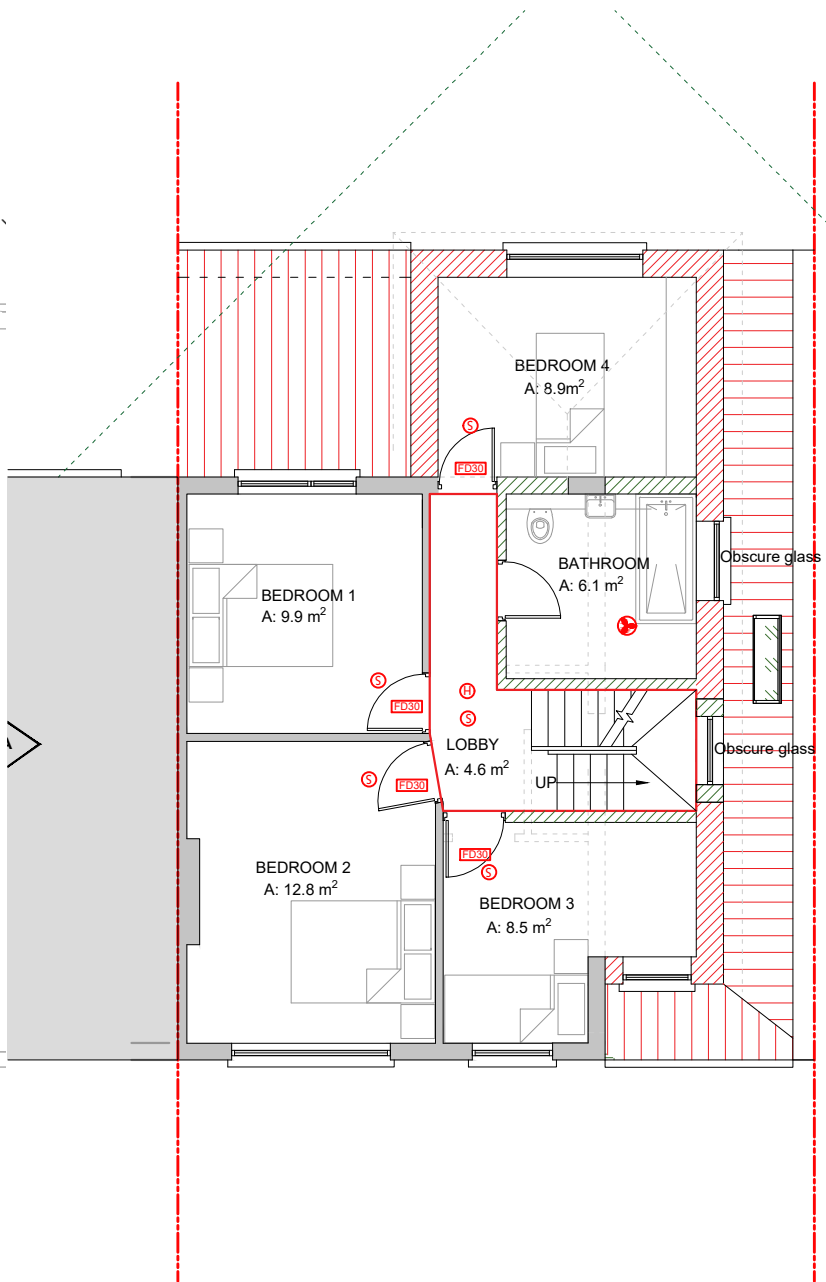 BEDROOM 4
A: 8.9m²
S
FD30
BATHROOM
A: 6.1 m²
Obscure glass
BEDROOM 1
A: 9.9 m²
S
FD30
H
S
LOBBY
A: 4.6 m²
UP
Obscure glass
S
FD30
FD30
S
BEDROOM 2
A: 12.8 m²
BEDROOM 3
A: 8.5 m²